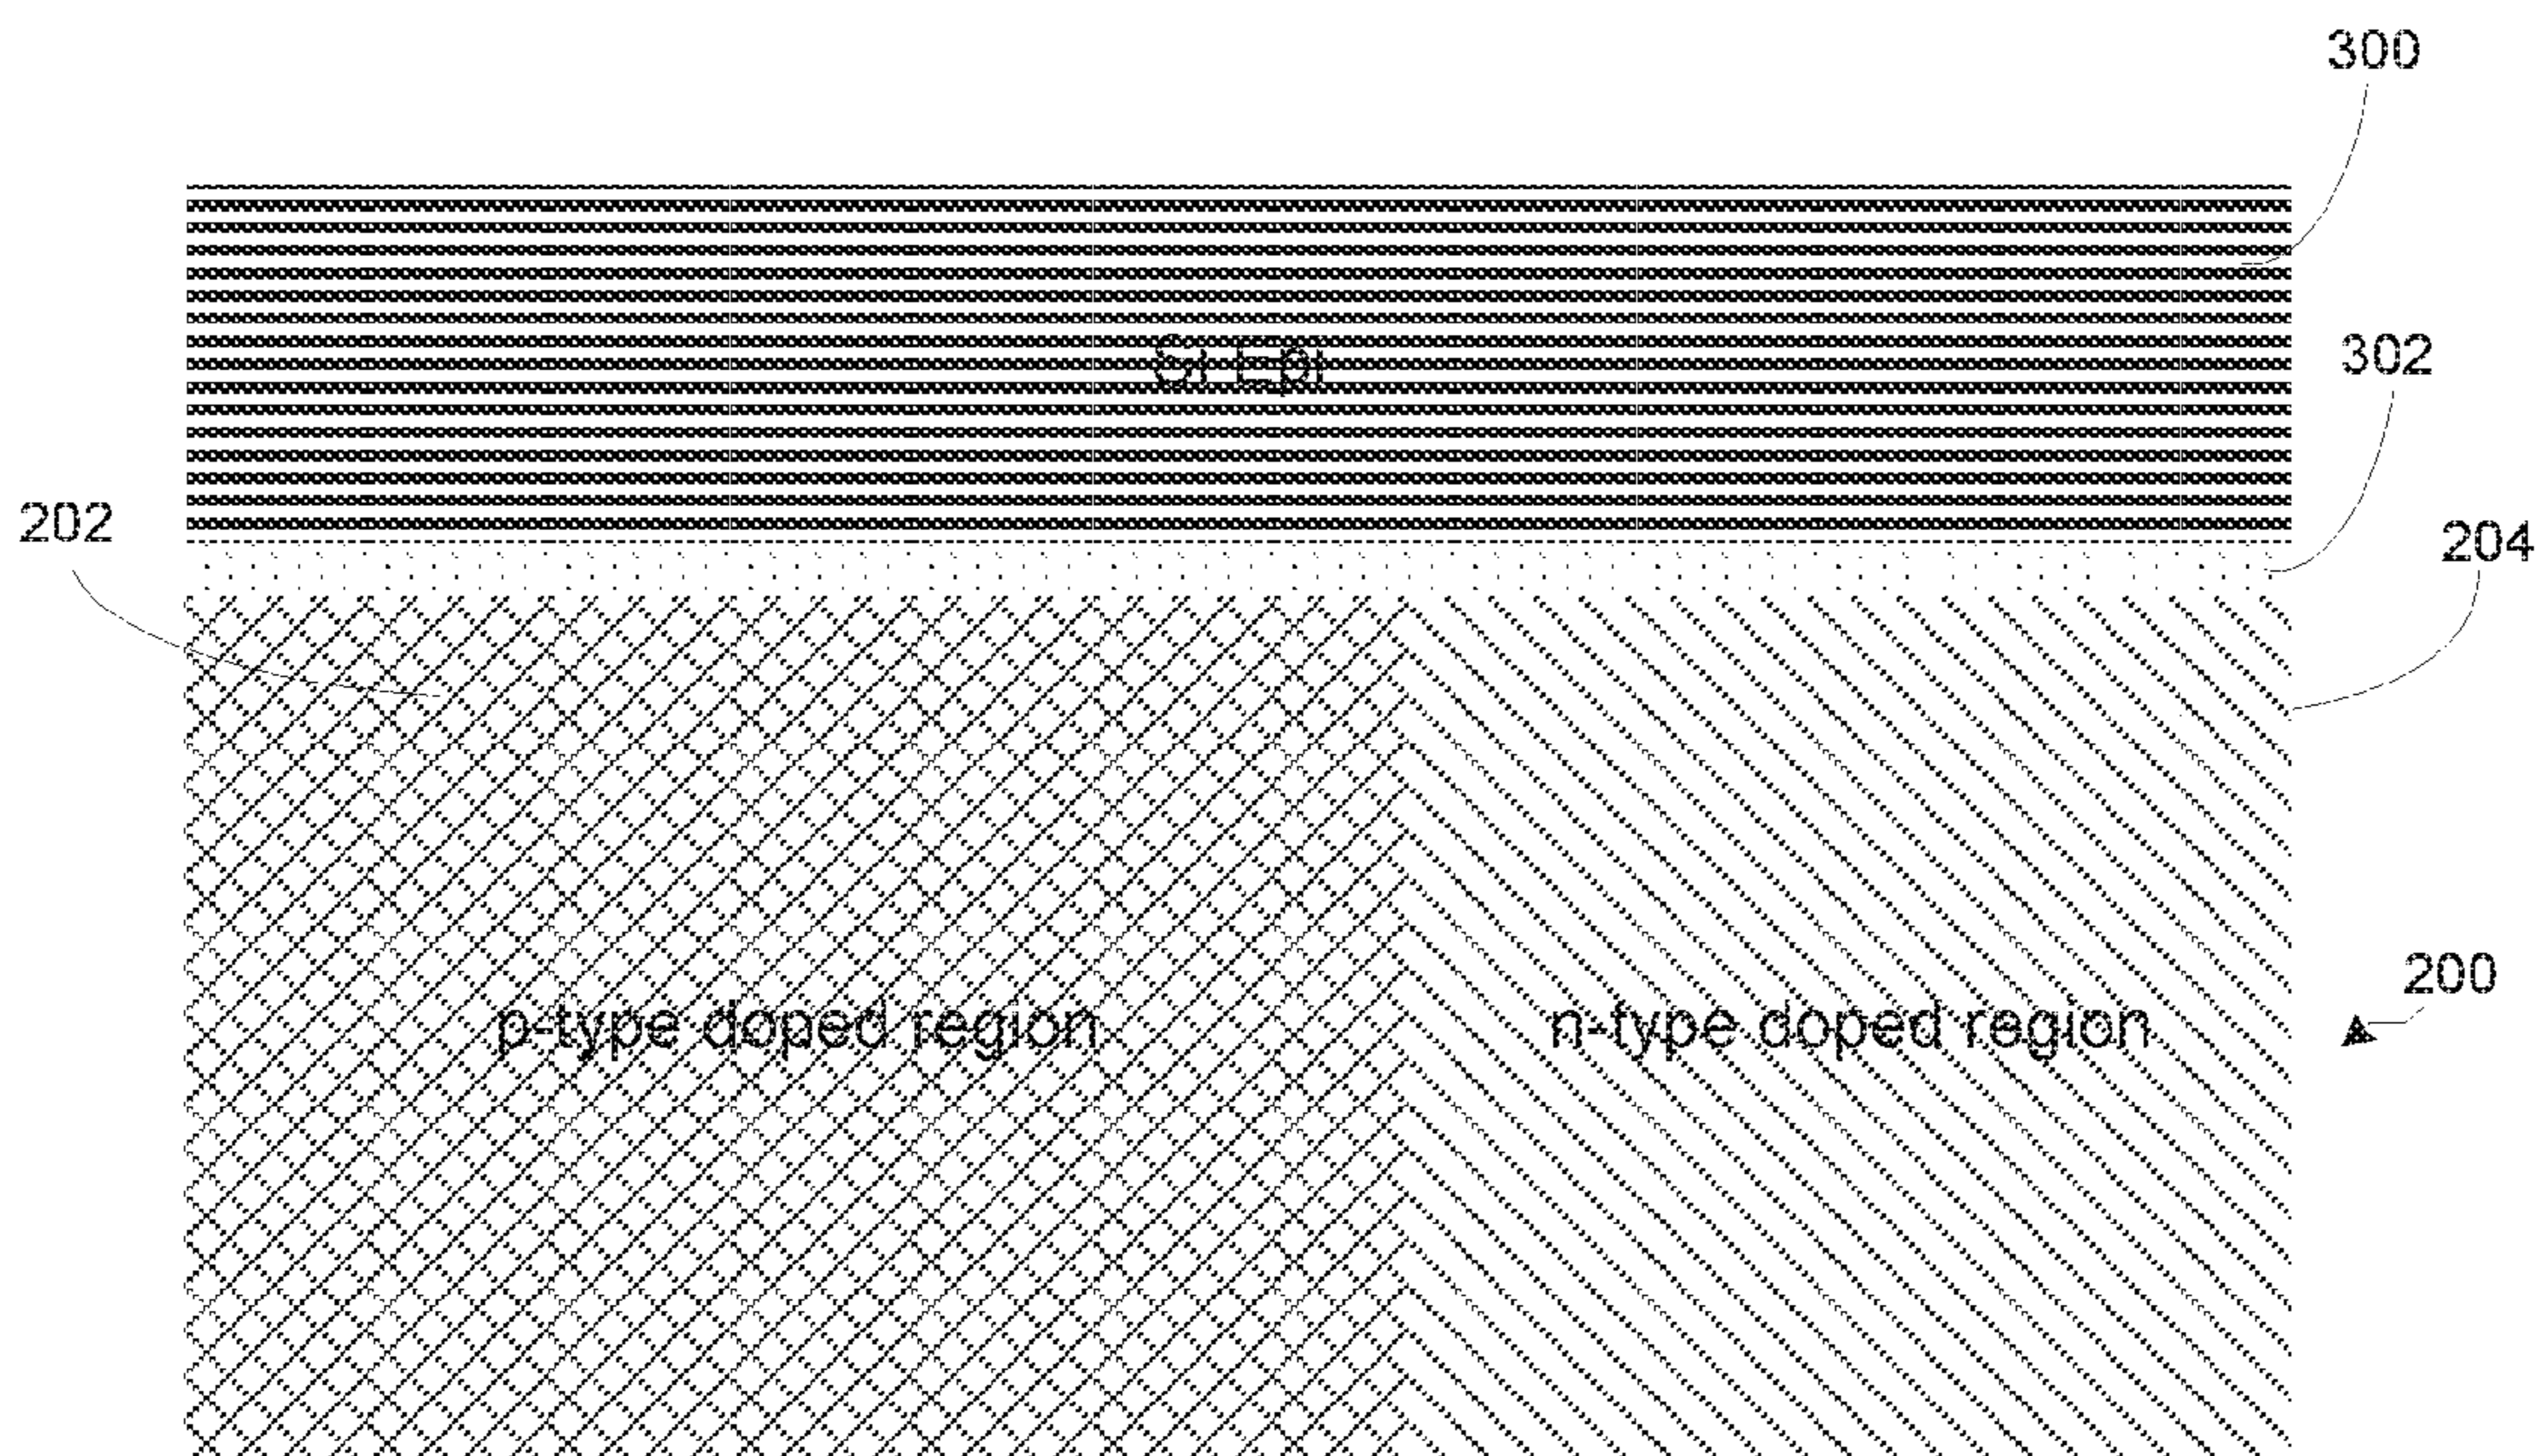 300
Si Epi
302
202
204
200
p-type doped region
n-type doped region